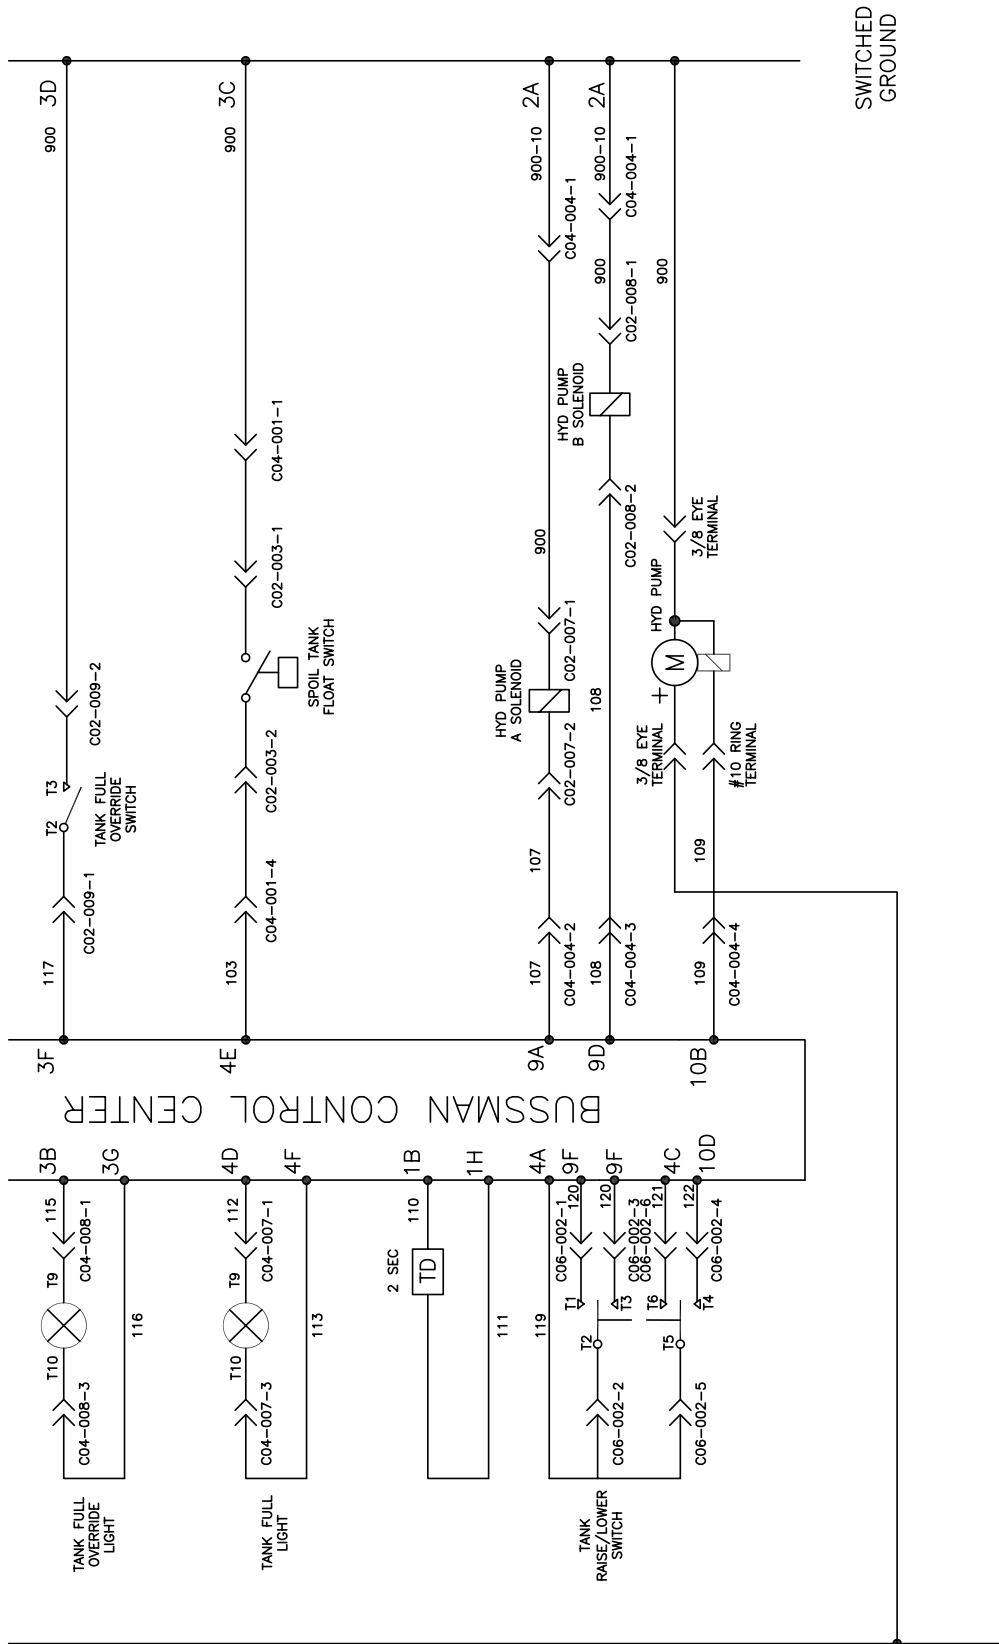 SWITCHED
GROUND
3D
900
C02-009-2
T3
T2
TANK FULL
OVERRIDE
SWITCH
C02-009-1
117
3F
3C
900
C04-001-1
C02-003-1
SPOIL TANK
FLOAT SWITCH
C02-003-2
C04-001-4
103
4E
2A
900-10
C04-004-1
900
C02-007-1
HYD PUMP
A SOLENOID
C02-007-2
107
107
C04-004-2
9A
2A
900-10
C04-004-1
900
C02-008-1
HYD PUMP
B SOLENOID
C02-008-2
108
108
C04-004-3
9D
900
3/8 EYE
TERMINAL
HYD PUMP
M
+
3/8 EYE
TERMINAL
#10 RING
TERMINAL
109
109
C04-004-4
10B
BUSSMAN CONTROL CENTER
3B
115
C04-008-1
T9
T10
C04-008-3
3G
116
TANK FULL
OVERRIDE
LIGHT
4D
112
C04-007-1
T9
T10
C04-007-3
4F
113
TANK FULL
LIGHT
1B
110
2 SEC
TD
1H
111
4A
119
9F
120
C06-002-1
T1
9F
120
C06-002-3
T3
T2
C06-002-2
4C
121
C06-002-6
T6
10D
122
C06-002-4
T4
T5
C06-002-5
TANK
RAISE/LOWER
SWITCH